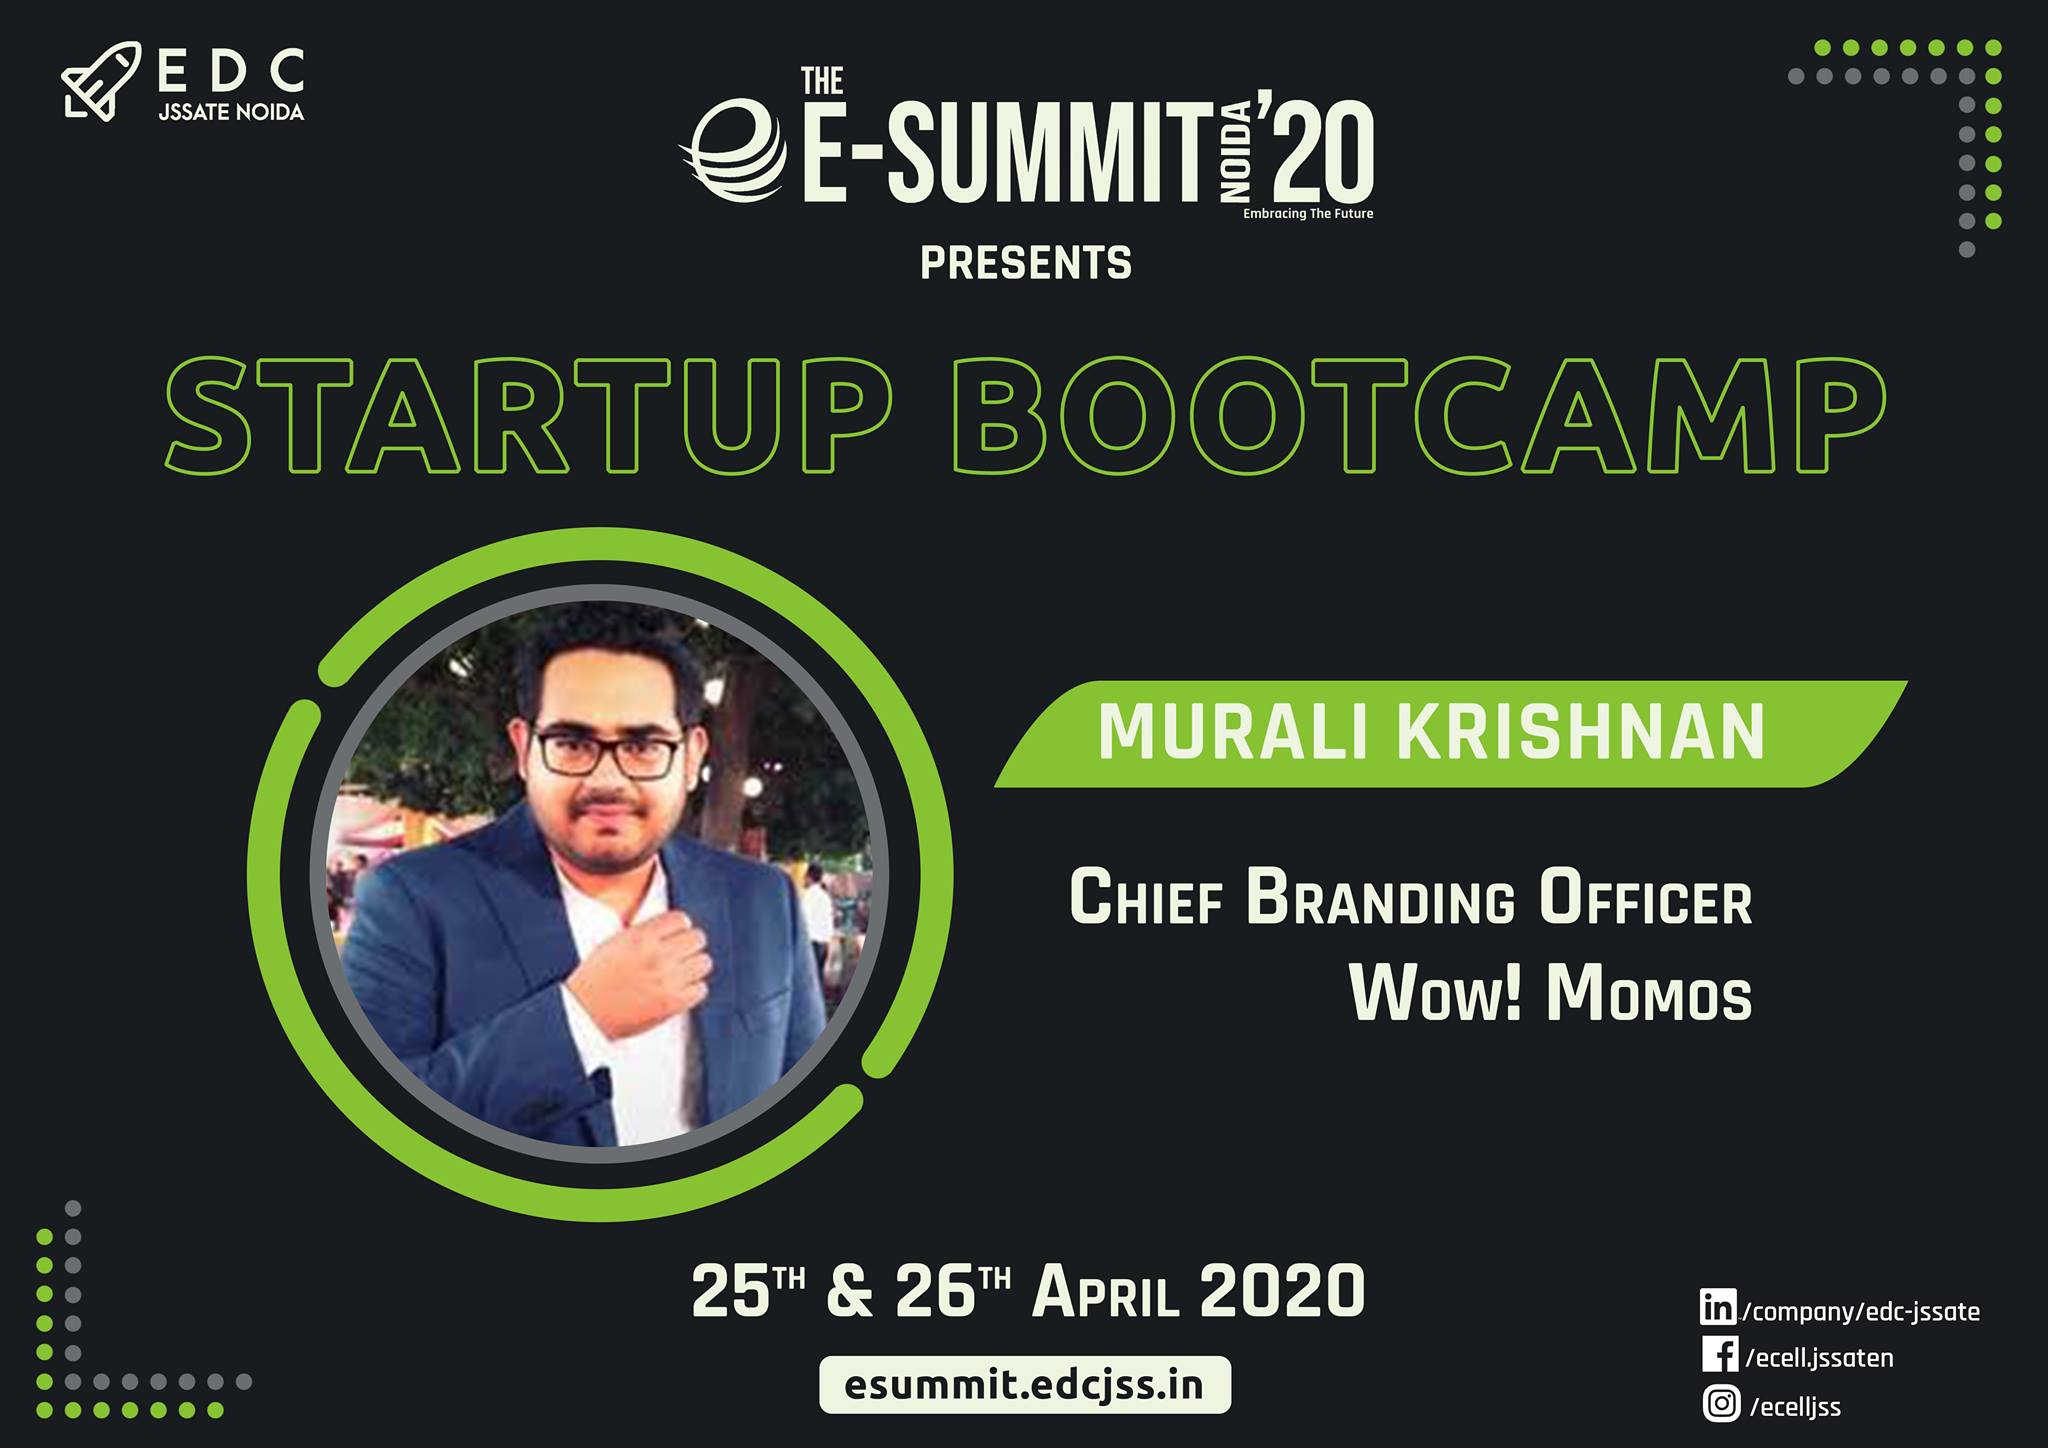 EDC
JSSATE NOIDA
THE
E-SUMMIT NOIDA '20
Embracing The Future
PRESENTS
STARTUP BOOTCAMP
MURALI KRISHNAN
CHIEF BRANDING OFFICER
WOW! MOMOS
25TH & 26TH APRIL 2020
esummit.edcjss.in
in /company/edc-jssate
f /ecell.jssaten
/ecelljss